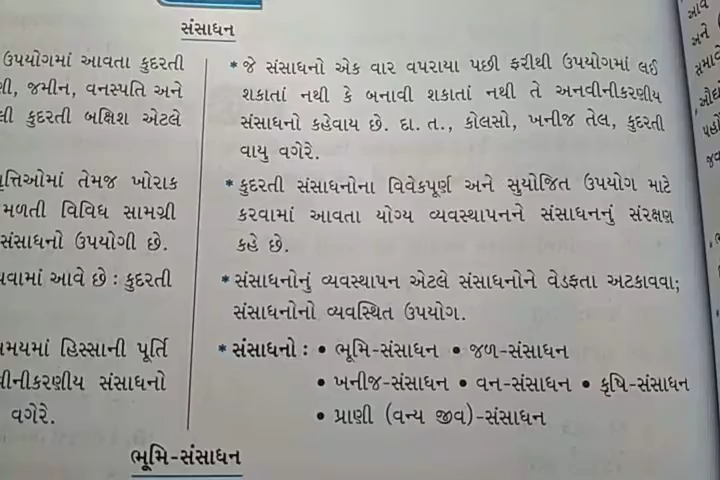 સંસાધન
ઉપયોગમાં આવતા કુદરતી
જમીન, વનસ્પતિ અને
કુદરતી બક્ષિશ એટલે
તેમજ ખોરાક
મળતી વિવિધ સામગ્રી
સંસાધનો ઉપયોગી છે.
આવે છે : કુદરતી
હિસ્સાની પૂર્તિ
સંસાધનો
વગેરે.
* જે સંસાધનો એક વાર વપરાયા પછી ફરીથી ઉપયોગમાં લઈ
શકાતાં નથી કે બનાવી શકાતાં નથી તે અનવીનીકરણીય
સંસાધનો કહેવાય છે. દા. ત., કોલસો, ખનીજ તેલ, કુદરતી
વાયુ વગેરે.
* કુદરતી સંસાધનોના વિવેકપૂર્ણ અને સુયોજિત ઉપયોગ માટે
કરવામાં આવતા યોગ્ય વ્યવસ્થાપનને સંસાધનનું સંરક્ષણ
કહે છે.
* સંસાધનોનું વ્યવસ્થાપન એટલે સંસાધનોને વેડફતા અટકાવવા;
સંસાધનોનો વ્યવસ્થિત ઉપયોગ.
* સંસાધનો : • ભૂમિ-સંસાધન • જળ-સંસાધન
• ખનીજ-સંસાધન • વન-સંસાધન • કૃષિ-સંસાધન
• પ્રાણી (વન્ય જીવ)-સંસાધન
ભૂમિ-સંસાધન